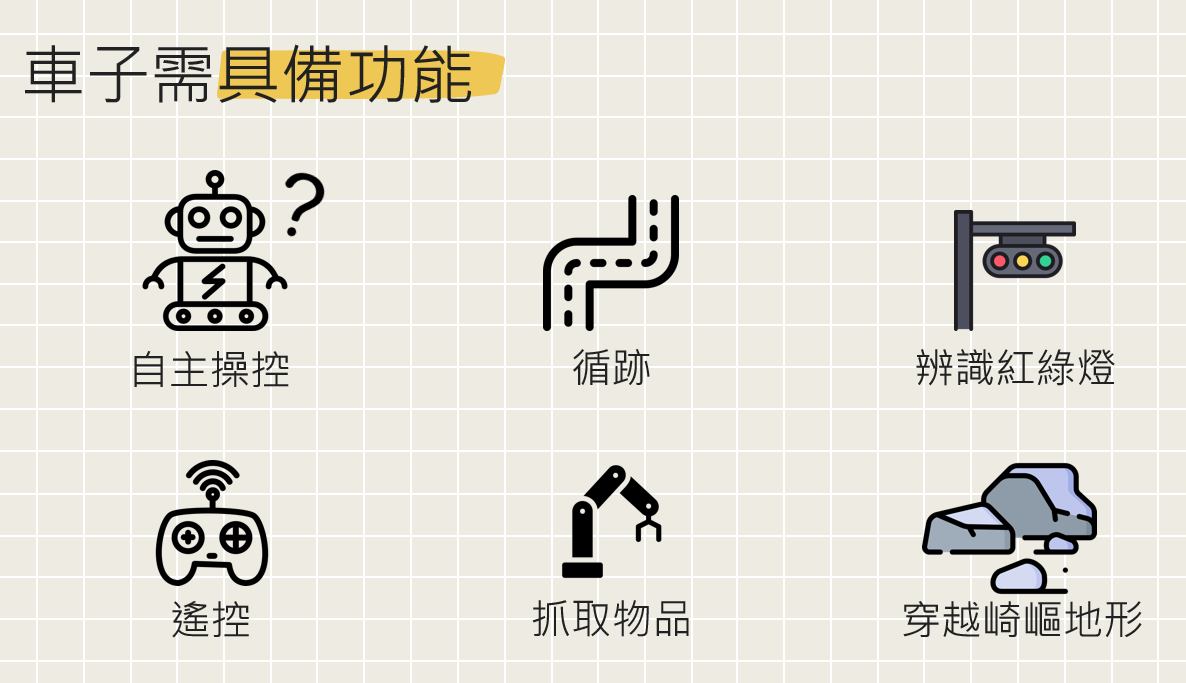 車子需具備功能
自主操控
循跡
辨識紅綠燈
遙控
抓取物品
穿越崎嶇地形